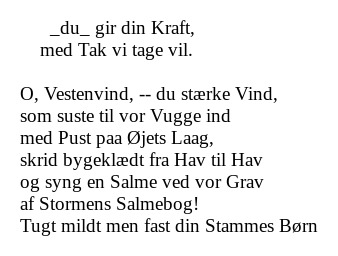 _du_ gir din Kraft,
med Tak vi tage vil.
O, Vestenvind, -- du stærke Vind,
som suste til vor Vugge ind
med Pust paa Øjets Laag,
skrid bygeklædt fra Hav til Hav
og syng en Salme ved vor Grav
af Stormens Salmebog!
Tugt mildt men fast din Stammes Børn